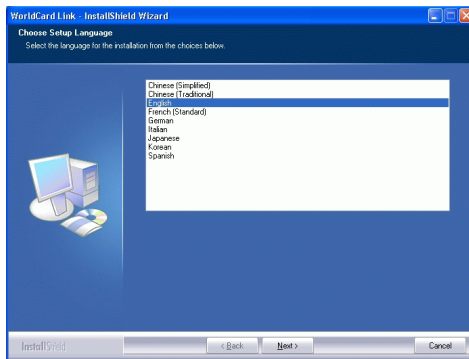 WorldCard Link - InstallShield Wizard
Choose Setup Language
Select the language for the installation from the choices below.
Chinese (Simplified)
Chinese (Traditional)
English
French (Standard)
German
Italian
Japanese
Korean
Spanish
InstallShield
< Back
Next >
Cancel